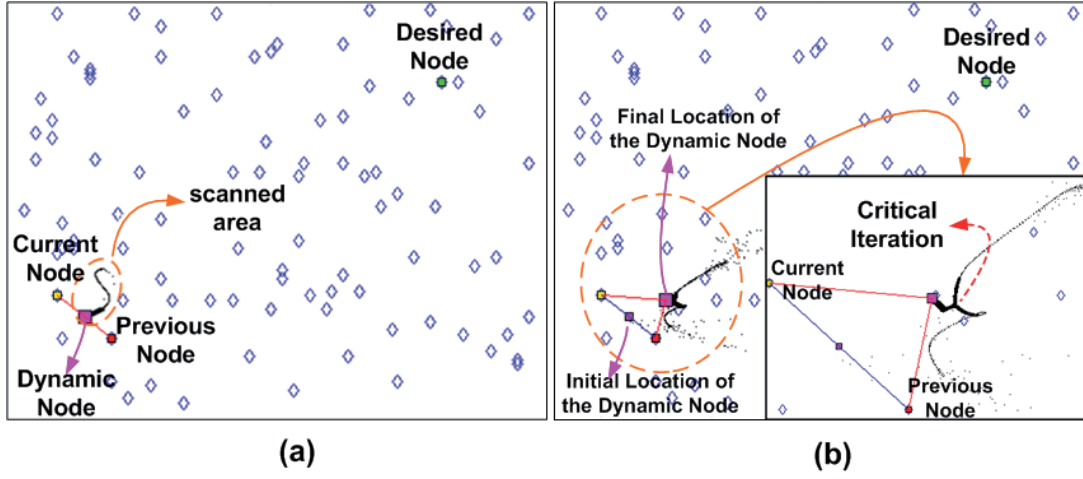 Desired
Node
scanned
area
Current
Node
Previous
Node
Dynamic
Node
(a)
Desired
Node
Final Location of
the Dynamic Node
Critical
Iteration
Current
Node
Previous
Node
Initial Location of
the Dynamic Node
(b)